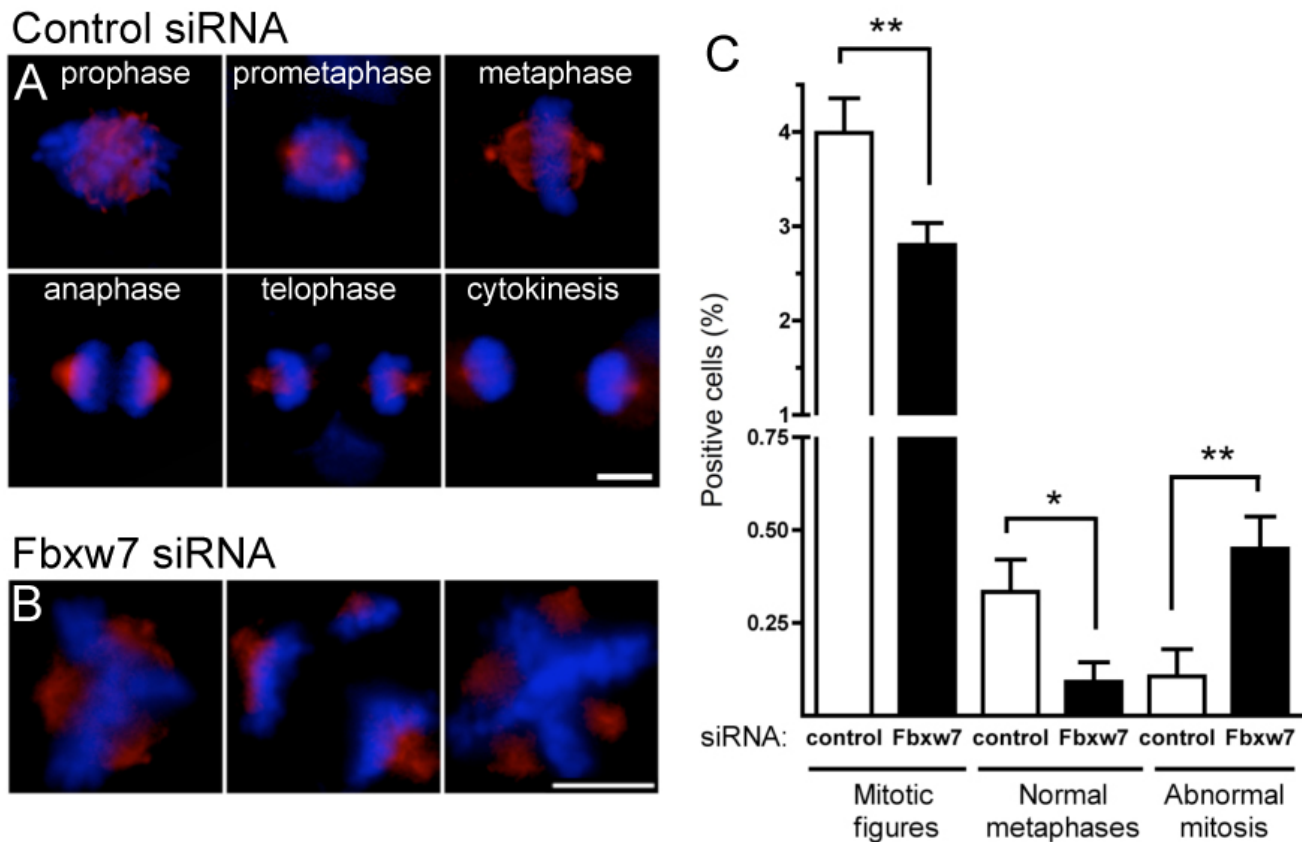 Control siRNA
A
prophase
prometaphase
metaphase
anaphase
telophase
cytokinesis
Fbxw7 siRNA
B
C
**
*
**
Positive cells (%)
4
3
2
1
0.75
0.50
0.25
siRNA: control Fbxw7 control Fbxw7 control Fbxw7
Mitotic
figures
Normal
metaphases
Abnormal
mitosis